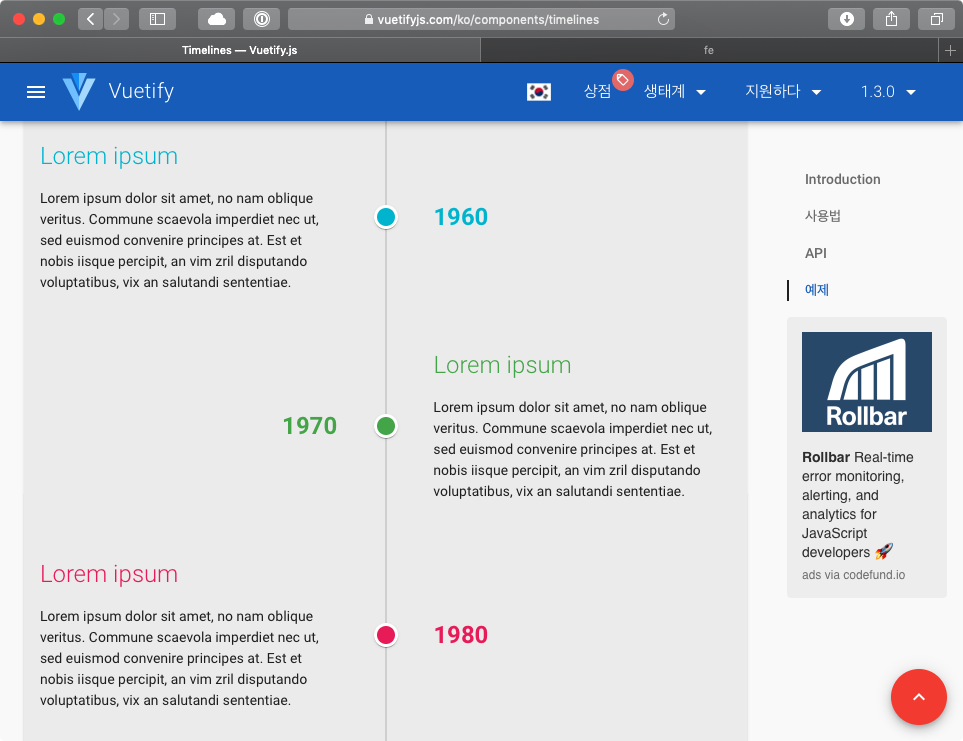 vuetifyjs.com/ko/components/timelines
Timelines — Vuetify.js
fe
Vuetify
상점
생태계
지원하다
1.3.0
Lorem ipsum
Lorem ipsum dolor sit amet, no nam oblique
veritus. Commune scaevola imperdiet nec ut,
sed euismod convenire principes at. Est et
nobis iisque percipit, an vim zril disputando
voluptatibus, vix an salutandi sententiae.
1960
Lorem ipsum
1970
Lorem ipsum dolor sit amet, no nam oblique
veritus. Commune scaevola imperdiet nec ut,
sed euismod convenire principes at. Est et
nobis iisque percipit, an vim zril disputando
voluptatibus, vix an salutandi sententiae.
Lorem ipsum
Lorem ipsum dolor sit amet, no nam oblique
veritus. Commune scaevola imperdiet nec ut,
sed euismod convenire principes at. Est et
nobis iisque percipit, an vim zril disputando
voluptatibus, vix an salutandi sententiae.
1980
Introduction
사용법
API
예제
Rollbar
Rollbar Real-time
error monitoring,
alerting, and
analytics for
JavaScript
developers 🚀
ads via codefund.io